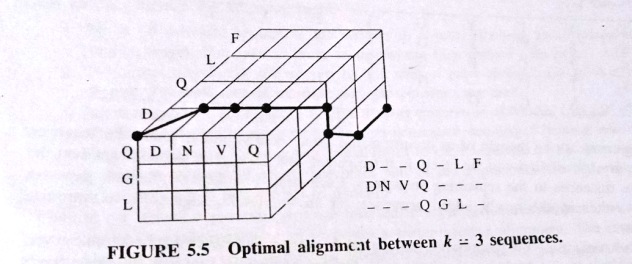 F
L
Q
D
Q D N V Q
G
L
D - - Q - L F
D N V Q - - -
- - - Q G L -
FIGURE 5.5 Optimal alignment between k = 3 sequences.